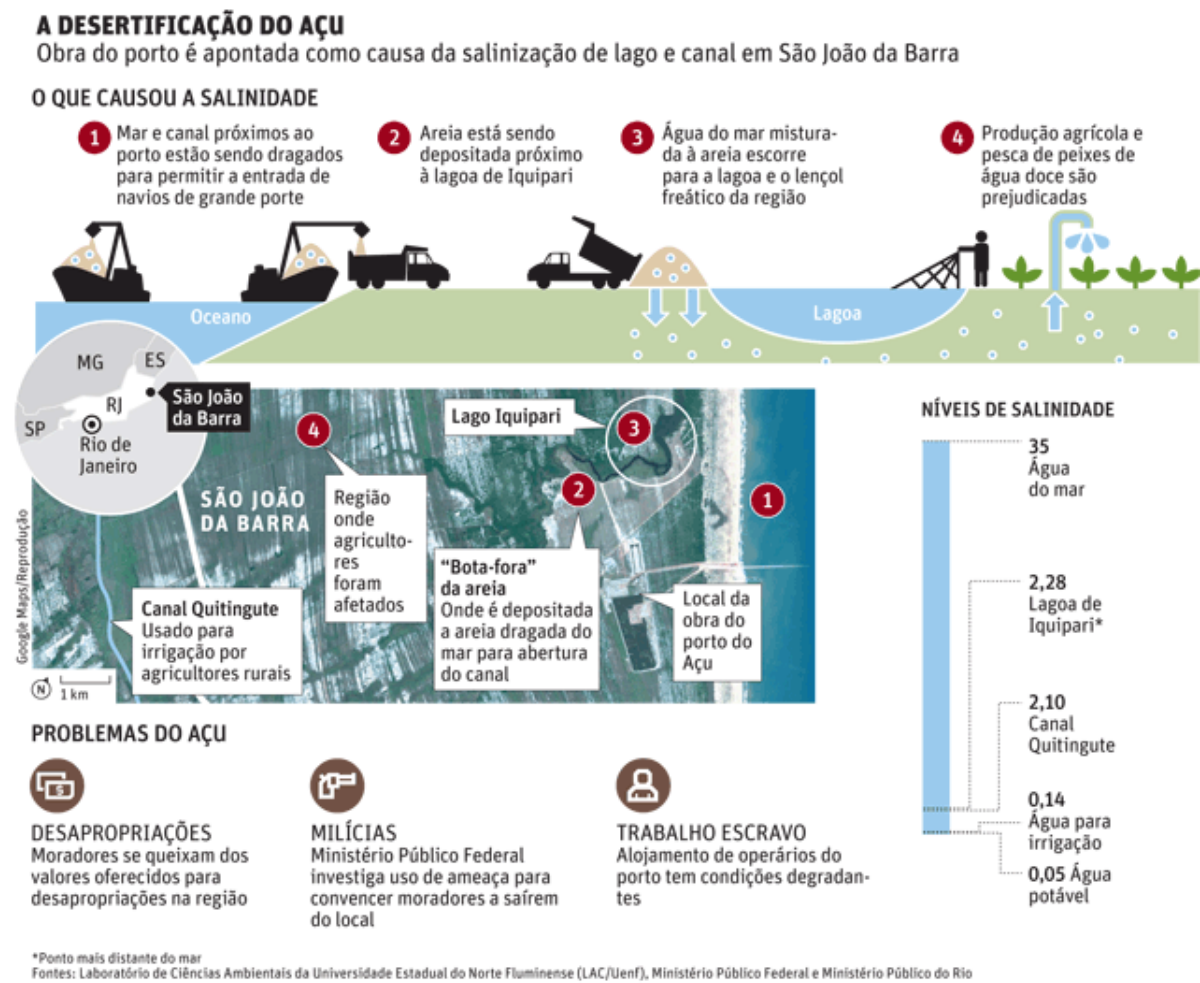 A DESERTIFICAÇÃO DO AÇU
Obra do porto é apontada como causa da salinização de lago e canal em São João da Barra
O QUE CAUSOU A SALINIDADE
1
Mar e canal próximos ao
porto estão sendo dragados
para permitir a entrada de
navios de grande porte
2
Areia está sendo
depositada próximo
à lagoa de Iquipari
3
Água do mar mistura-
da à areia escorre
para a lagoa e o lençol
freático da região
4
Produção agrícola e
pesca de peixes de
água doce são
prejudicadas
Oceano
Lagoa
MG
ES
RJ
SP
Rio de
Janeiro
São João
da Barra
SÃO JOÃO
DA BARRA
4
Região
onde
agriculto-
res
foram
afetados
Lago Iquipari
3
2
1
"Bota-fora"
da areia
Onde é depositada
a areia dragada do
mar para abertura
do canal
Local da
obra do
porto do
Açu
Canal Quitingute
Usado para
irrigação por
agricultores rurais
Google Maps/Reprodução
N
1 km
NÍVEIS DE SALINIDADE
35
Água
do mar
2,28
Lagoa de
Iquipari*
2,10
Canal
Quitingute
0,14
Água para
irrigação
0,05 Água
potável
PROBLEMAS DO AÇU
$
DESAPROPRIAÇÕES
Moradores se queixam dos
valores oferecidos para
desapropriações na região
MILÍCIAS
Ministério Público Federal
investiga uso de ameaça para
convencer moradores a saírem
do local
TRABALHO ESCRAVO
Alojamento de operários do
porto tem condições degradan-
tes
*Ponto mais distante do mar
Fontes: Laboratório de Ciências Ambientais da Universidade Estadual do Norte Fluminense (LAC/Uenf), Ministério Público Federal e Ministério Público do Rio